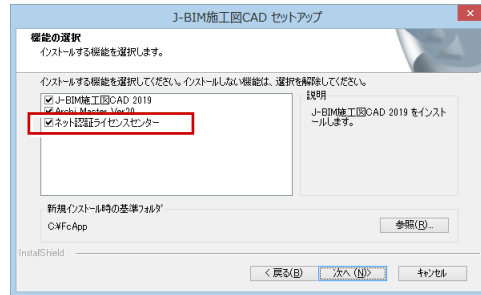 J-BIM施工図CAD セットアップ
×
機能の選択
インストールする機能を選択します。
インストールする機能を選択してください。インストールしない機能は、選択を解除してください。
J-BIM施工図CAD 2019
Archi Master Ver.20
ネット認証ライセンスセンター
説明
J-BIM施工図CAD 2019 をインスト
ールします。
新規インストール時の基準フォルダ
C:¥FcApp
参照(R)...
InstallShield
< 戻る(B)
次へ (N)>
キャンセル